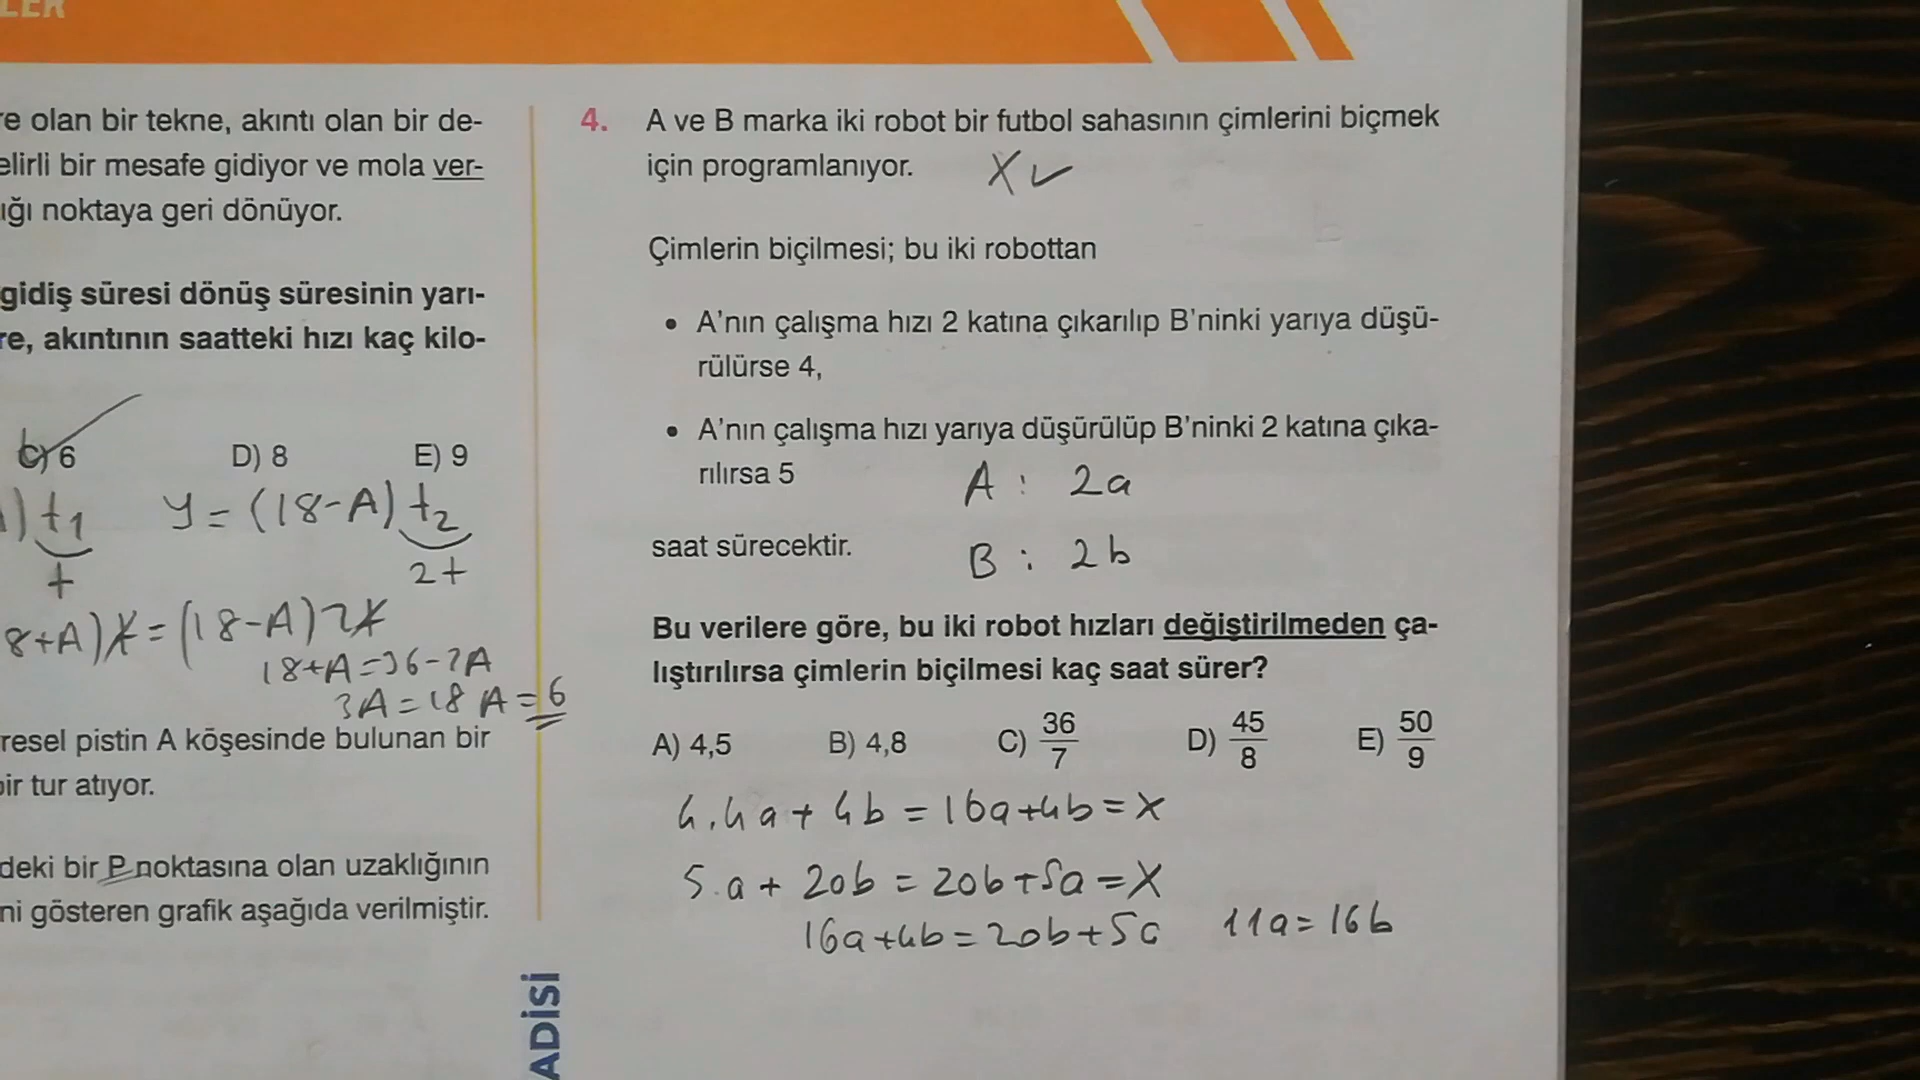 LER
re olan bir tekne, akıntı olan bir de-
elirli bir mesafe gidiyor ve mola ver-
ığı noktaya geri dönüyor.
gidiş süresi dönüş süresinin yarı-
re, akıntının saatteki hızı kaç kilo-
C) 6 D) 8 E) 9
) t1 y = (18-A) t2
t 2t
8+A)t = (18-A)2t
18+A=36-2A
3A=18 A=6
resel pistin A köşesinde bulunan bir
bir tur atıyor.
deki bir P noktasına olan uzaklığının
ni gösteren grafik aşağıda verilmiştir.
ADİSİ
4. A ve B marka iki robot bir futbol sahasının çimlerini biçmek
için programlanıyor. X ✓
Çimlerin biçilmesi; bu iki robottan
• A'nın çalışma hızı 2 katına çıkarılıp B'ninki yarıya düşü-
rülürse 4,
• A'nın çalışma hızı yarıya düşürülüp B'ninki 2 katına çıka-
rılırsa 5
A : 2a
saat sürecektir.
B : 2b
Bu verilere göre, bu iki robot hızları değiştirilmeden ça-
lıştırılırsa çimlerin biçilmesi kaç saat sürer?
A) 4,5 B) 4,8 C) 36/7 D) 45/8 E) 50/9
4.4a + 4b = 16a+4b = X
5.a + 20b = 20b+5a = X
16a+4b = 20b+5a 11a = 16b